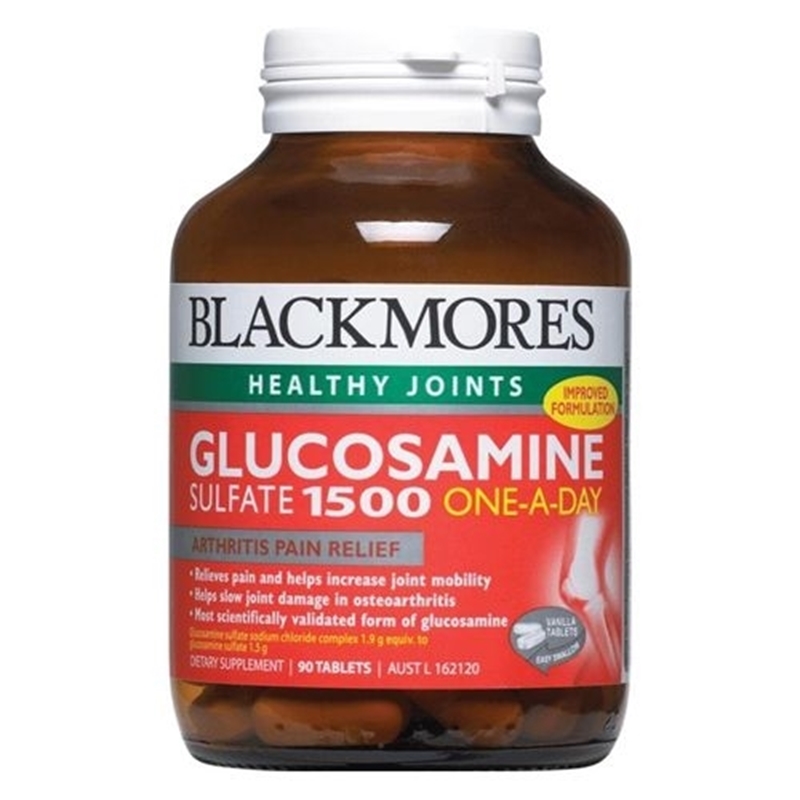 BLACKMORES
HEALTHY JOINTS
IMPROVED
FORMULATION
GLUCOSAMINE
SULFATE 1500 ONE-A-DAY
ARTHRITIS PAIN RELIEF
• Relieves pain and helps increase joint mobility
• Helps slow joint damage in osteoarthritis
• Most scientifically validated form of glucosamine
Glucosamine sulfate sodium chloride complex 1.9 g equiv. to
glucosamine sulfate 1.5 g
VANILLA
TABLETS
EASY SWALLOW
DIETARY SUPPLEMENT | 90 TABLETS | AUST L 162120